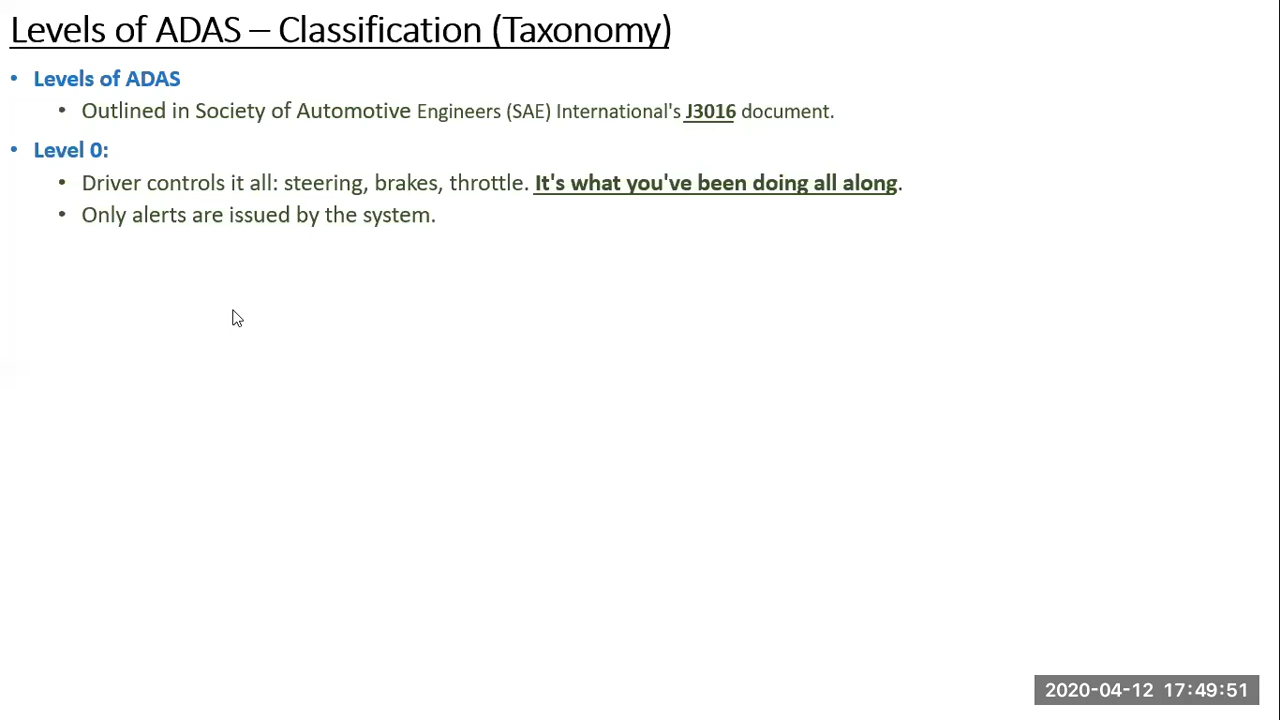 Levels of ADAS – Classification (Taxonomy)
• Levels of ADAS
• Outlined in Society of Automotive Engineers (SAE) International's J3016 document.
• Level 0:
• Driver controls it all: steering, brakes, throttle. It's what you've been doing all along.
• Only alerts are issued by the system.
2020-04-12 17:49:51